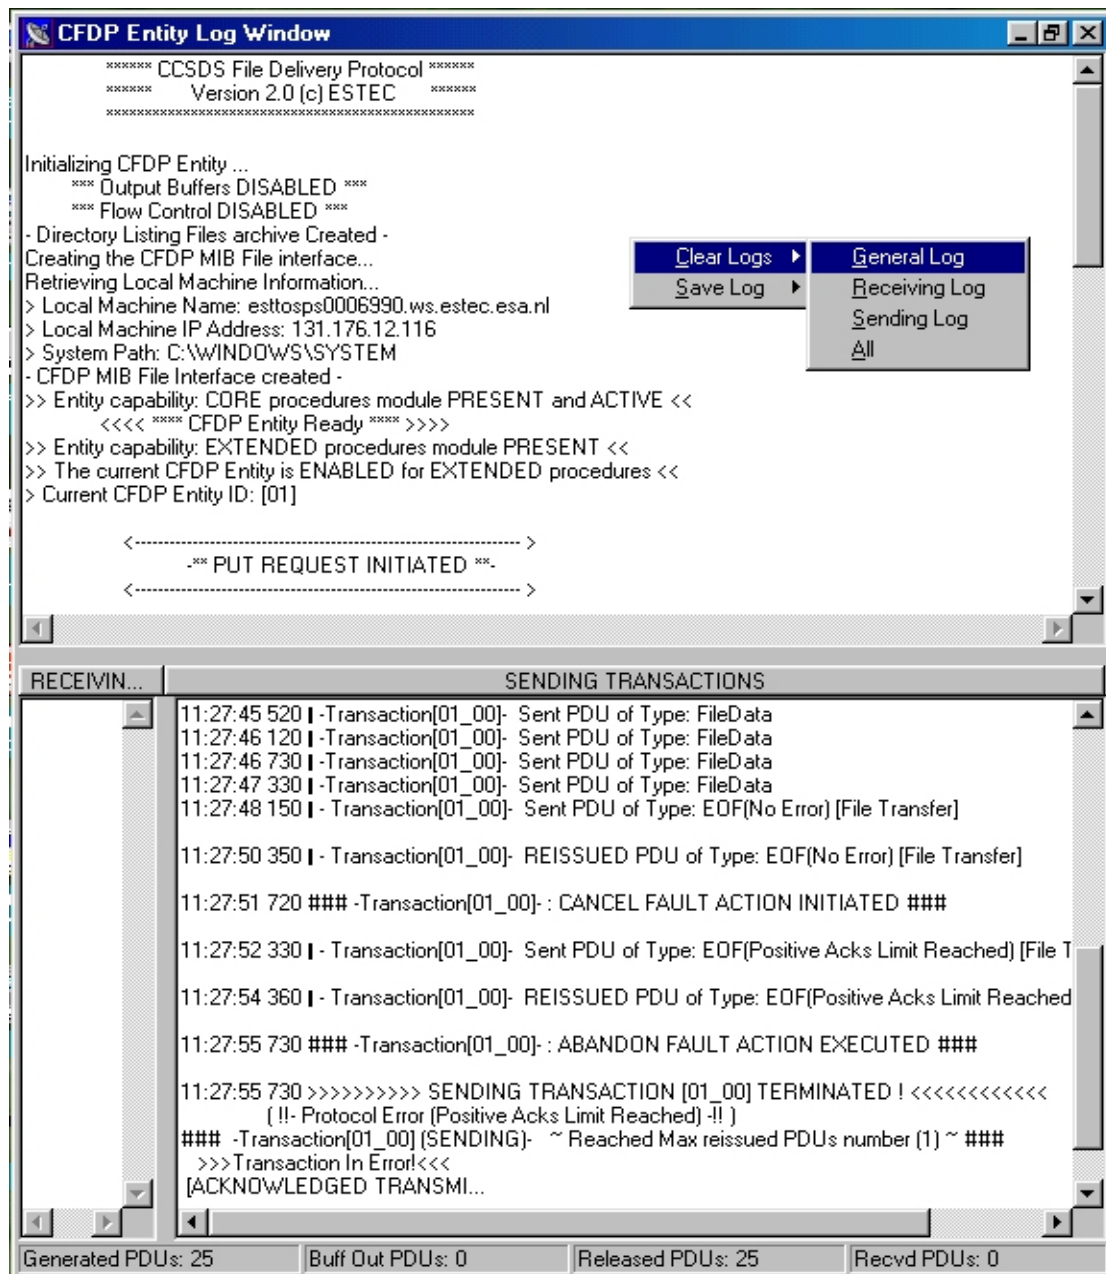 CFDP Entity Log Window
****** CCSDS File Delivery Protocol ******
****** Version 2.0 (c) ESTEC ******
************************************************
Initializing CFDP Entity ...
*** Output Buffers DISABLED ***
*** Flow Control DISABLED ***
- Directory Listing Files archive Created -
Creating the CFDP MIB File interface...
Retrieving Local Machine Information...
> Local Machine Name: esttosps0006990.ws.estec.esa.nl
> Local Machine IP Address: 131.176.12.116
> System Path: C:\WINDOWS\SYSTEM
- CFDP MIB File Interface created -
>> Entity capability: CORE procedures module PRESENT and ACTIVE <<
<<<< **** CFDP Entity Ready **** >>>>
>> Entity capability: EXTENDED procedures module PRESENT <<
>> The current CFDP Entity is ENABLED for EXTENDED procedures <<
> Current CFDP Entity ID: [01]
<------------------------------------------------------------------ >
-** PUT REQUEST INITIATED **-
<------------------------------------------------------------------ >
Clear Logs
Save Log
General Log
Receiving Log
Sending Log
All
RECEIVIN...
SENDING TRANSACTIONS
11:27:45 520 | -Transaction[01_00]- Sent PDU of Type: FileData
11:27:46 120 | -Transaction[01_00]- Sent PDU of Type: FileData
11:27:46 730 | -Transaction[01_00]- Sent PDU of Type: FileData
11:27:47 330 | -Transaction[01_00]- Sent PDU of Type: FileData
11:27:48 150 | - Transaction[01_00]- Sent PDU of Type: EOF(No Error) [File Transfer]
11:27:50 350 | - Transaction[01_00]- REISSUED PDU of Type: EOF(No Error) [File Transfer]
11:27:51 720 ### -Transaction[01_00]- : CANCEL FAULT ACTION INITIATED ###
11:27:52 330 | - Transaction[01_00]- Sent PDU of Type: EOF(Positive Acks Limit Reached) [File T
11:27:54 360 | - Transaction[01_00]- REISSUED PDU of Type: EOF(Positive Acks Limit Reached
11:27:55 730 ### -Transaction[01_00]- : ABANDON FAULT ACTION EXECUTED ###
11:27:55 730 >>>>>>>>>> SENDING TRANSACTION [01_00] TERMINATED ! <<<<<<<<<<<<
( !!- Protocol Error (Positive Acks Limit Reached) -!! )
### -Transaction[01_00] (SENDING)- ~ Reached Max reissued PDUs number (1) ~ ###
>>>Transaction In Error!<<<
[ACKNOWLEDGED TRANSMI...
Generated PDUs: 25
Buff Out PDUs: 0
Released PDUs: 25
Recvd PDUs: 0